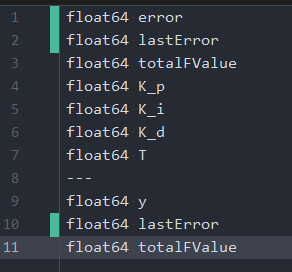 1 float64 error
2 float64 lastError
3 float64 totalFValue
4 float64 K_p
5 float64 K_i
6 float64 K_d
7 float64 T
8 ---
9 float64 y
10 float64 lastError
11 float64 totalFValue